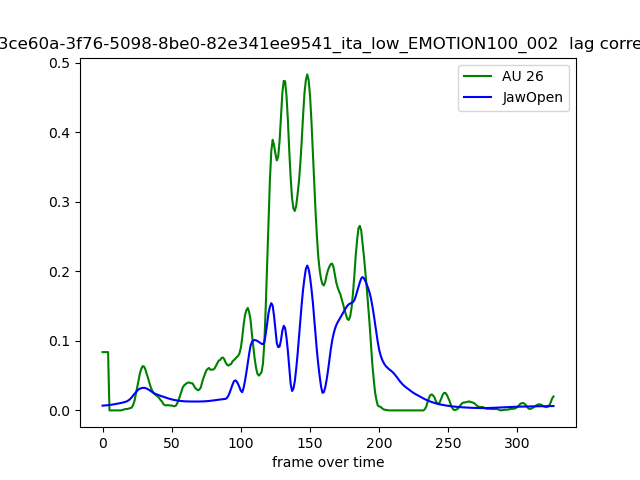 3ce60a-3f76-5098-8be0-82e341ee9541_ita_low_EMOTION100_002 lag corre
0.5
AU 26
JawOpen
0.4
0.3
0.2
0.1
0.0
0 50 100 150 200 250 300
frame over time